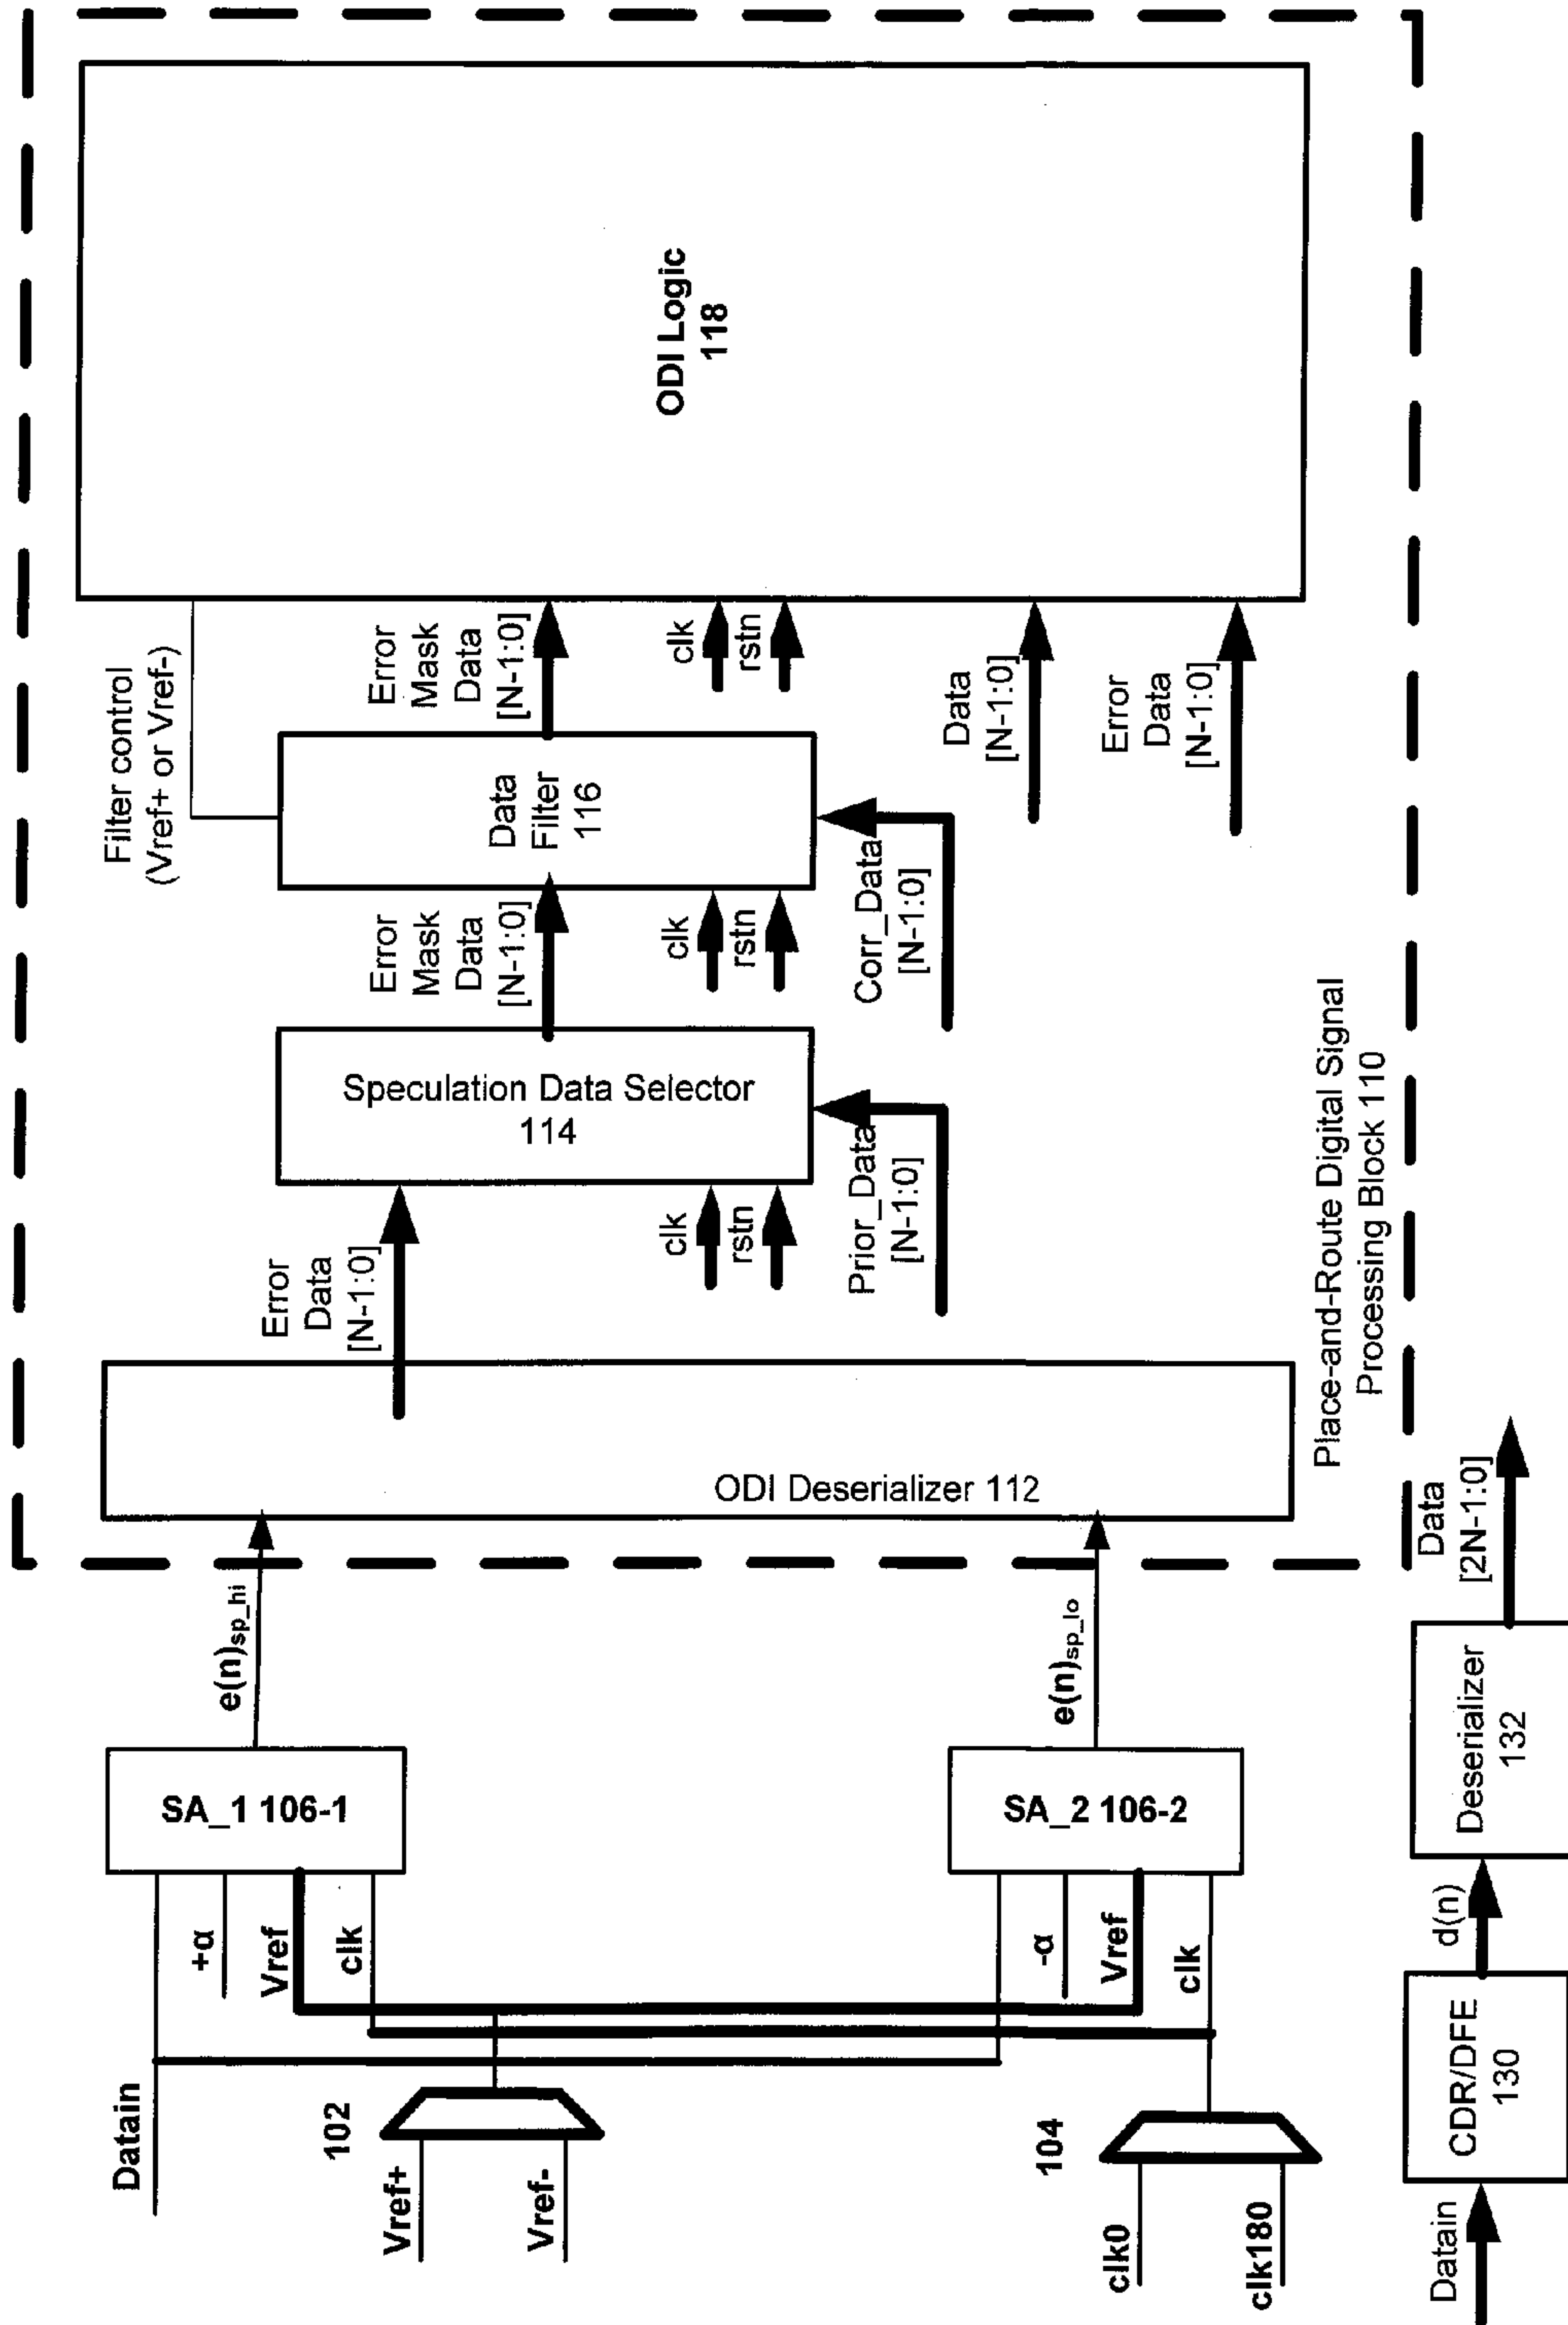 Datain
102
Vref+
Vref-
104
clk0
clk180
+α
Vref
clk
-α
Vref
clk
SA_1 106-1
SA_2 106-2
e(n)sp_hi
e(n)sp_lo
ODI Deserializer 112
Error
Data
[N-1:0]
Speculation Data Selector
114
clk
rstn
Prior_Data
[N-1:0]
Error
Mask
Data
[N-1:0]
Data
Filter
116
clk
rstn
Corr_Data
[N-1:0]
Filter control
(Vref+ or Vref-)
Error
Mask
Data
[N-1:0]
clk
rstn
Data
[N-1:0]
Error
Data
[N-1:0]
ODI Logic
118
Place-and-Route Digital Signal
Processing Block 110
Datain
CDR/DFE
130
d(n)
Deserializer
132
Data
[2N-1:0]